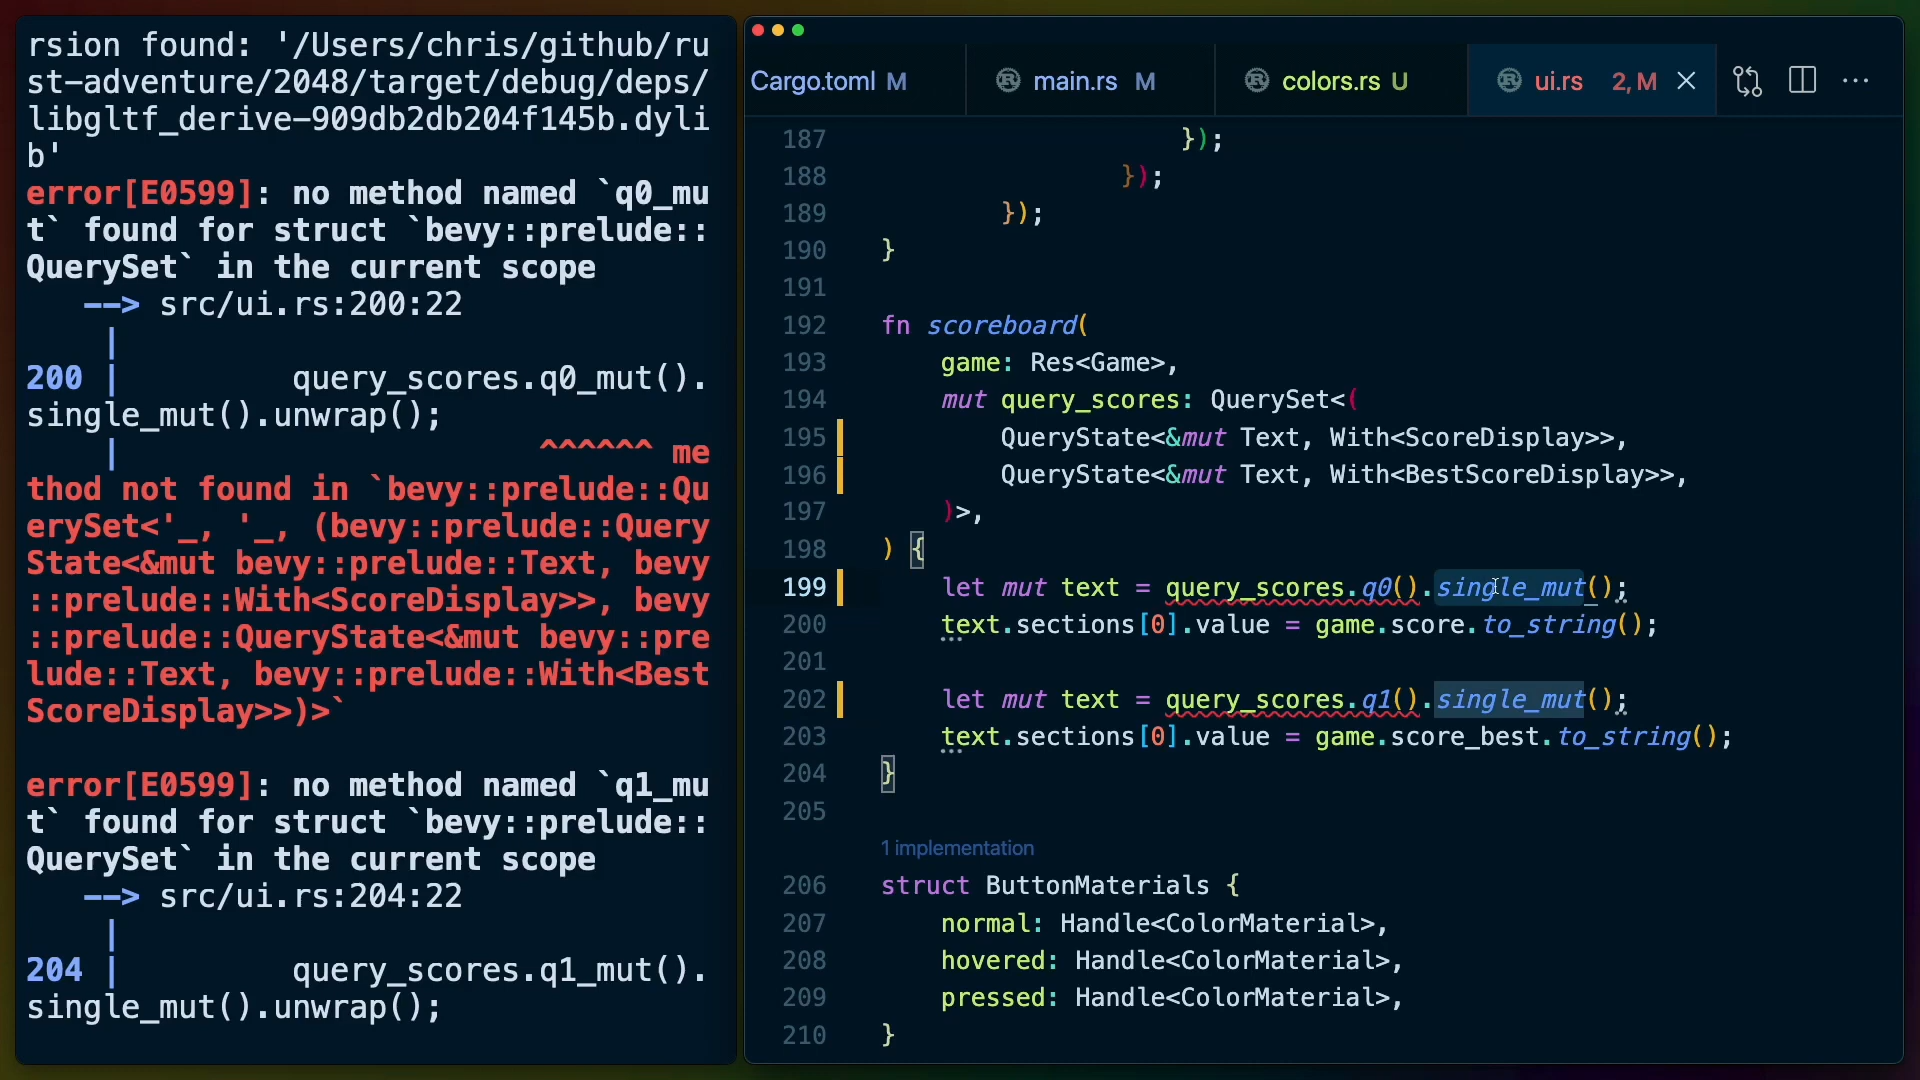 rsion found: '/Users/chris/github/ru
st-adventure/2048/target/debug/deps/
libgltf_derive-909db2db204f145b.dyli
b'
error[E0599]: no method named `q0_mu
t` found for struct `bevy::prelude::
QuerySet` in the current scope
--> src/ui.rs:200:22
|
200 | query_scores.q0_mut().
single_mut().unwrap();
| ^^^^^^ me
thod not found in `bevy::prelude::Qu
erySet<'_, '_, (bevy::prelude::Query
State<&mut bevy::prelude::Text, bevy
::prelude::With<ScoreDisplay>>, bevy
::prelude::QueryState<&mut bevy::pre
lude::Text, bevy::prelude::With<Best
ScoreDisplay>>)>`
error[E0599]: no method named `q1_mu
t` found for struct `bevy::prelude::
QuerySet` in the current scope
--> src/ui.rs:204:22
|
204 | query_scores.q1_mut().
single_mut().unwrap();
Cargo.toml M main.rs M colors.rs U ui.rs 2, M
187 });
188 });
189 });
190 }
191
192 fn scoreboard(
193 game: Res<Game>,
194 mut query_scores: QuerySet<(
195 QueryState<&mut Text, With<ScoreDisplay>>,
196 QueryState<&mut Text, With<BestScoreDisplay>>,
197 )>,
198 ) {
199 let mut text = query_scores.q0().single_mut();
200 text.sections[0].value = game.score.to_string();
201
202 let mut text = query_scores.q1().single_mut();
203 text.sections[0].value = game.score_best.to_string();
204 }
205
1 implementation
206 struct ButtonMaterials {
207 normal: Handle<ColorMaterial>,
208 hovered: Handle<ColorMaterial>,
209 pressed: Handle<ColorMaterial>,
210 }